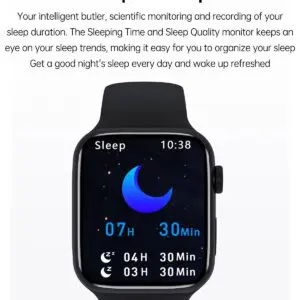 Your intelligent butler, scientific monitoring and recording of your
sleep duration. The Sleeping Time and Sleep Quality monitor keeps an
eye on your sleep trends, making it easy for you to organize your sleep
Get a good night's sleep every day and wake up refreshed
Sleep 10:38
07H 30Min
zz 04H 30Min
z 03H 30Min